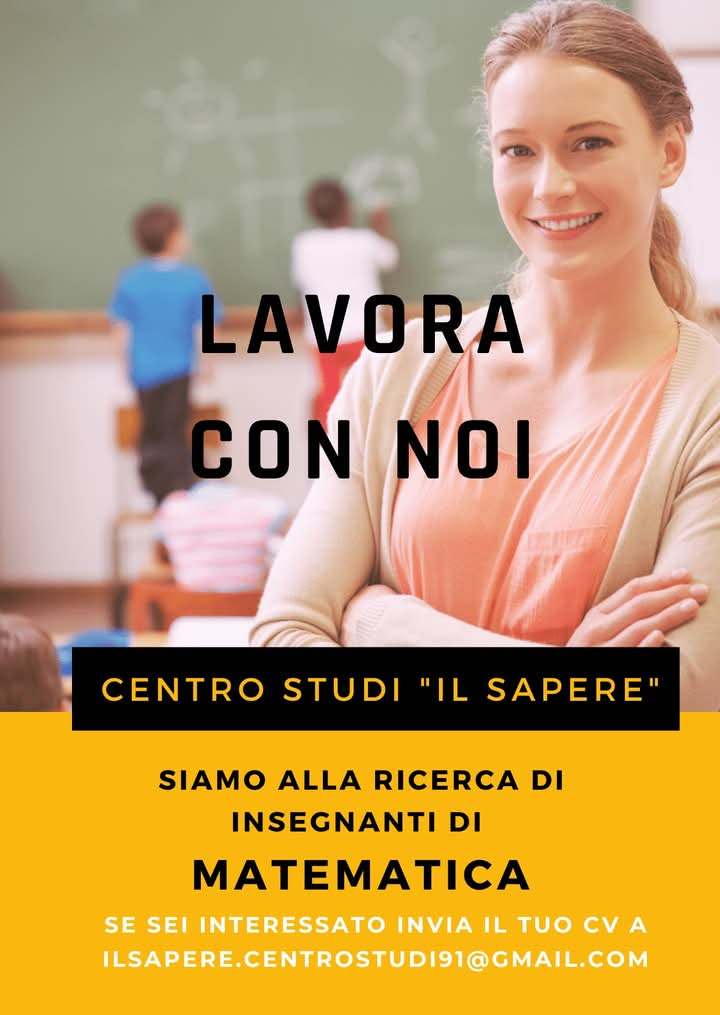 LAVORA
CON NOI
CENTRO STUDI "IL SAPERE"
SIAMO ALLA RICERCA DI
INSEGNANTI DI
MATEMATICA
SE SEI INTERESSATO INVIA IL TUO CV A
ILSAPERE.CENTROSTUDI91@GMAIL.COM